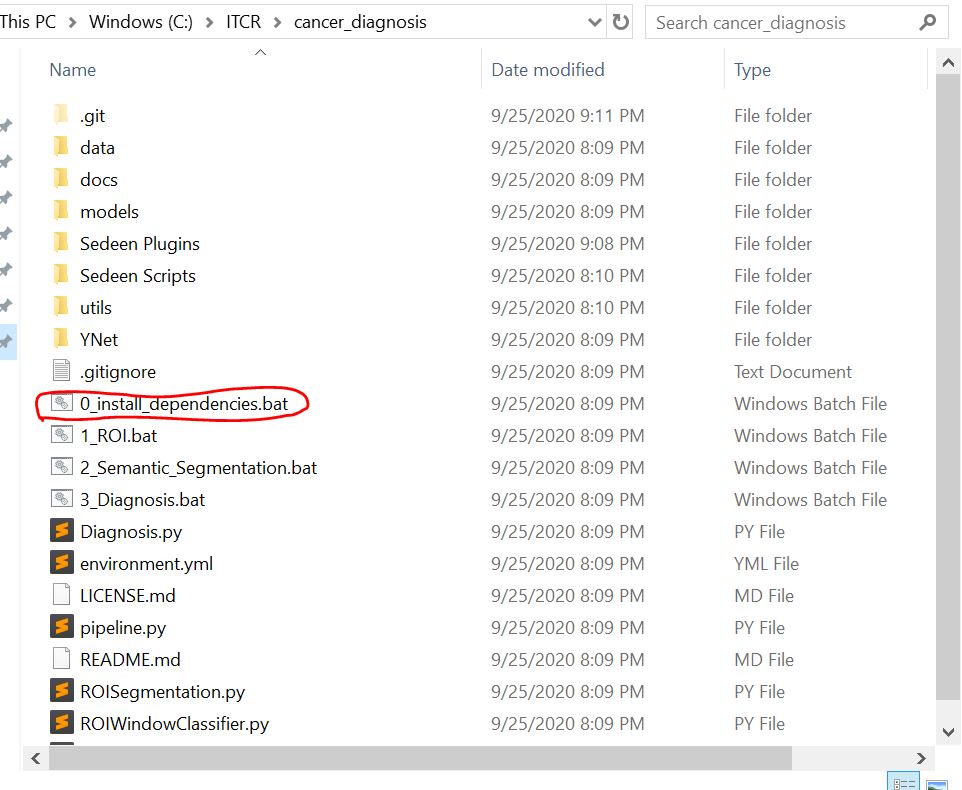 This PC > Windows (C:) > ITCR > cancer_diagnosis Search cancer_diagnosis
Name Date modified Type
.git 9/25/2020 9:11 PM File folder
data 9/25/2020 8:09 PM File folder
docs 9/25/2020 8:09 PM File folder
models 9/25/2020 8:09 PM File folder
Sedeen Plugins 9/25/2020 9:08 PM File folder
Sedeen Scripts 9/25/2020 8:10 PM File folder
utils 9/25/2020 8:10 PM File folder
YNet 9/25/2020 8:09 PM File folder
.gitignore 9/25/2020 8:09 PM Text Document
0_install_dependencies.bat 9/25/2020 8:09 PM Windows Batch File
1_ROI.bat 9/25/2020 8:09 PM Windows Batch File
2_Semantic_Segmentation.bat 9/25/2020 8:09 PM Windows Batch File
3_Diagnosis.bat 9/25/2020 8:09 PM Windows Batch File
Diagnosis.py 9/25/2020 8:09 PM PY File
environment.yml 9/25/2020 8:09 PM YML File
LICENSE.md 9/25/2020 8:09 PM MD File
pipeline.py 9/25/2020 8:09 PM PY File
README.md 9/25/2020 8:09 PM MD File
ROISegmentation.py 9/25/2020 8:09 PM PY File
ROIWindowClassifier.py 9/25/2020 8:09 PM PY File